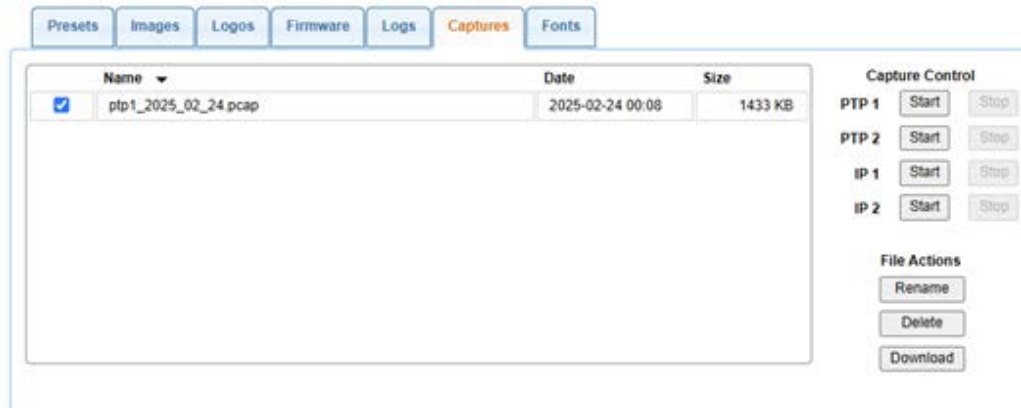 Presets Images Logos Firmware Logs Captures Fonts
Name Date Size
ptp1_2025_02_24.pcap 2025-02-24 00:08 1433 KB
Capture Control
PTP 1 Start Stop
PTP 2 Start Stop
IP 1 Start Stop
IP 2 Start Stop
File Actions
Rename
Delete
Download